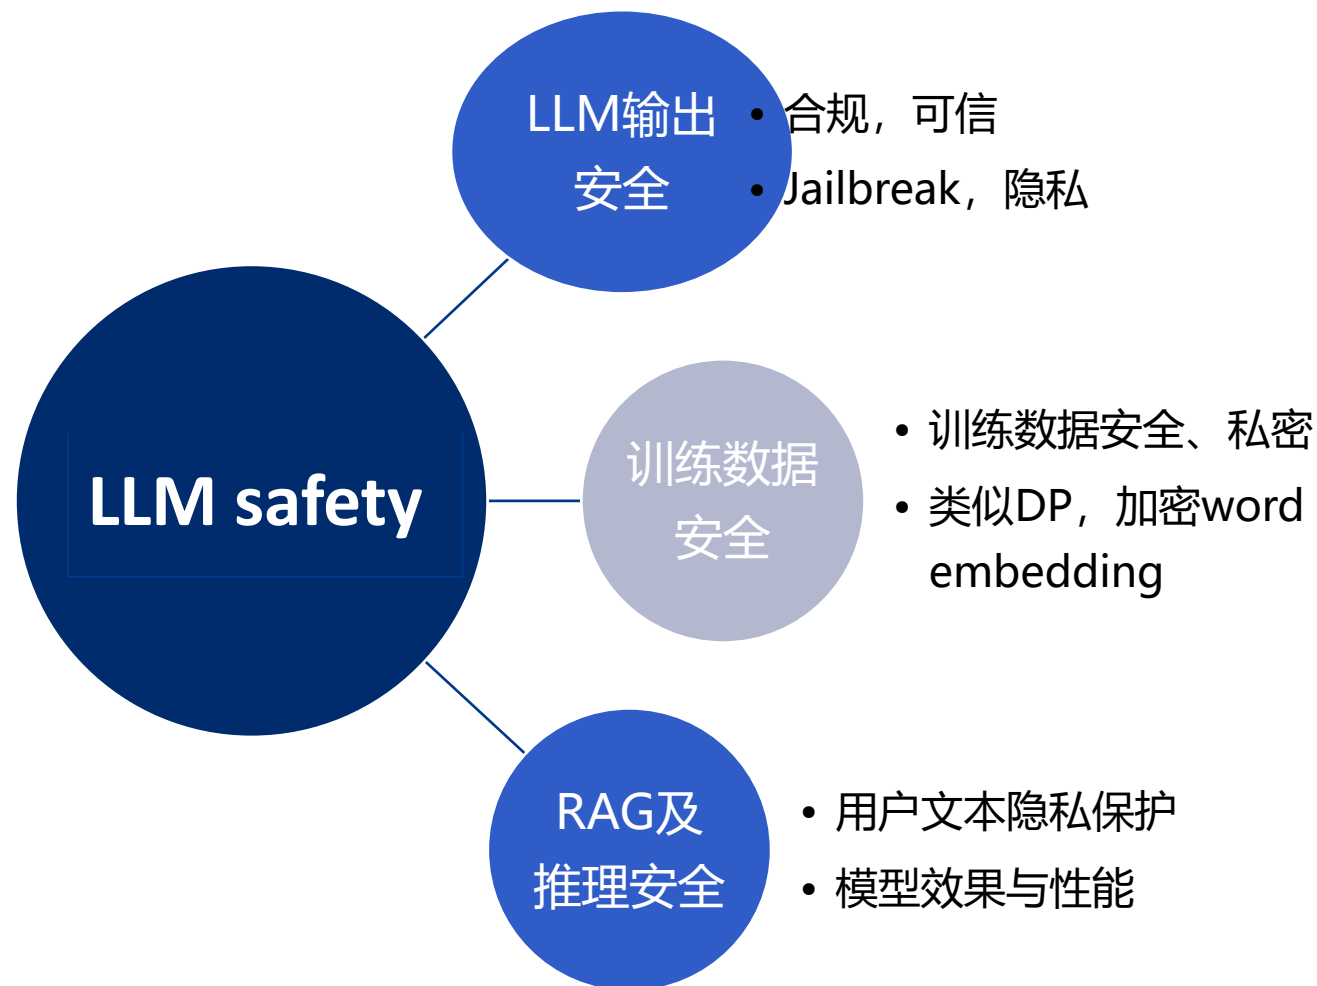 LLM输出
安全
• 合规，可信
• Jailbreak，隐私
LLM safety
训练数据
安全
• 训练数据安全、私密
• 类似DP，加密word
embedding
RAG及
推理安全
• 用户文本隐私保护
• 模型效果与性能